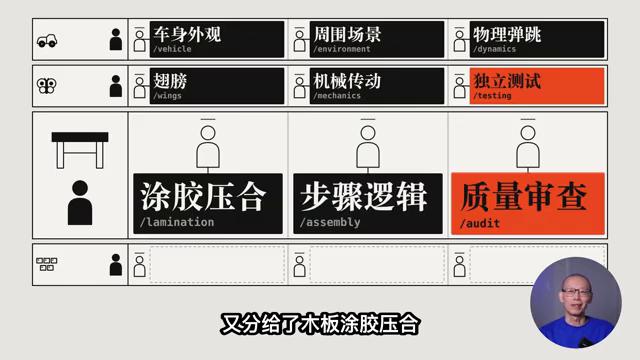 车身外观
/vehicle
周围场景
/environment
物理弹跳
/dynamics
翅膀
/wings
机械传动
/mechanics
独立测试
/testing
涂胶压合
/lamination
步骤逻辑
/assembly
质量审查
/audit
又分给了木板涂胶压合